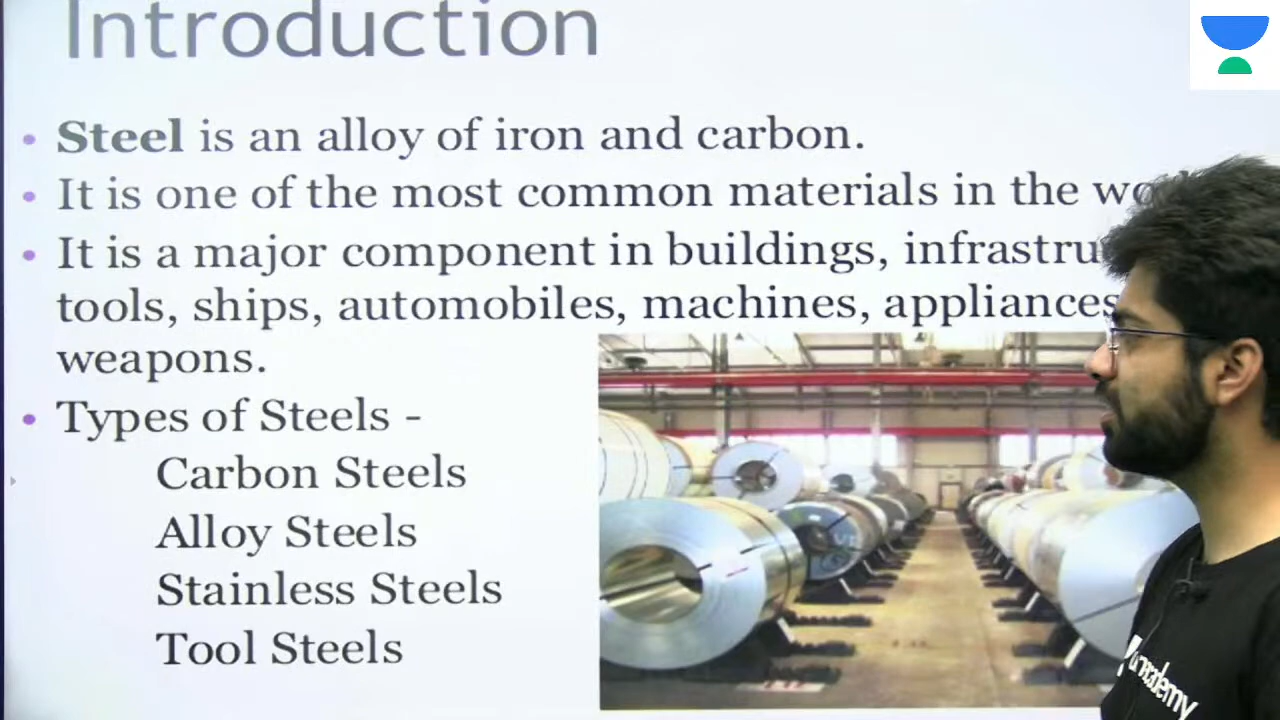 Introduction
• Steel is an alloy of iron and carbon.
• It is one of the most common materials in the
• It is a major component in buildings,
tools, ships, automobiles, machines, appliances
weapons.
• Types of Steels -
Carbon Steels
Alloy Steels
Stainless Steels
Tool Steels
unacademy